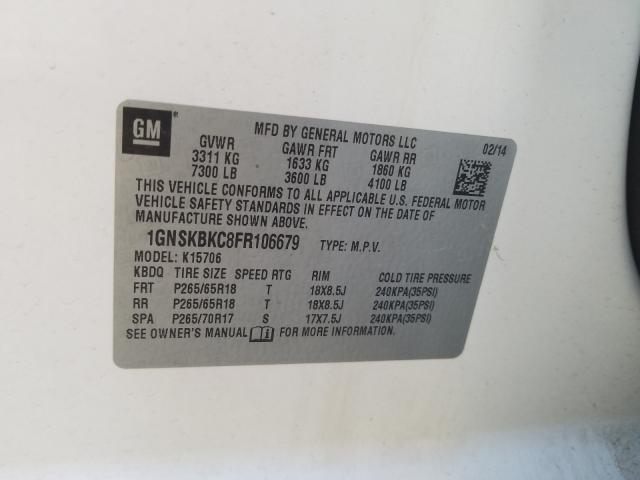 GM
MFD BY GENERAL MOTORS LLC
02/14
GVWR GAWR FRT GAWR RR
3311 KG 1633 KG 1860 KG
7300 LB 3600 LB 4100 LB
THIS VEHICLE CONFORMS TO ALL APPLICABLE U.S. FEDERAL MOTOR
VEHICLE SAFETY STANDARDS IN EFFECT ON THE DATE OF
MANUFACTURE SHOWN ABOVE.
1GNSKBKC8FR106679 TYPE: M.P.V.
MODEL: K15706
KBDQ TIRE SIZE SPEED RTG RIM COLD TIRE PRESSURE
FRT P265/65R18 T 18X8.5J 240KPA(35PSI)
RR P265/65R18 T 18X8.5J 240KPA(35PSI)
SPA P265/70R17 S 17X7.5J 240KPA(35PSI)
SEE OWNER'S MANUAL FOR MORE INFORMATION.